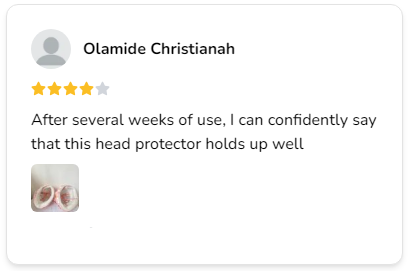 Olamide Christianah
After several weeks of use, I can confidently say
that this head protector holds up well